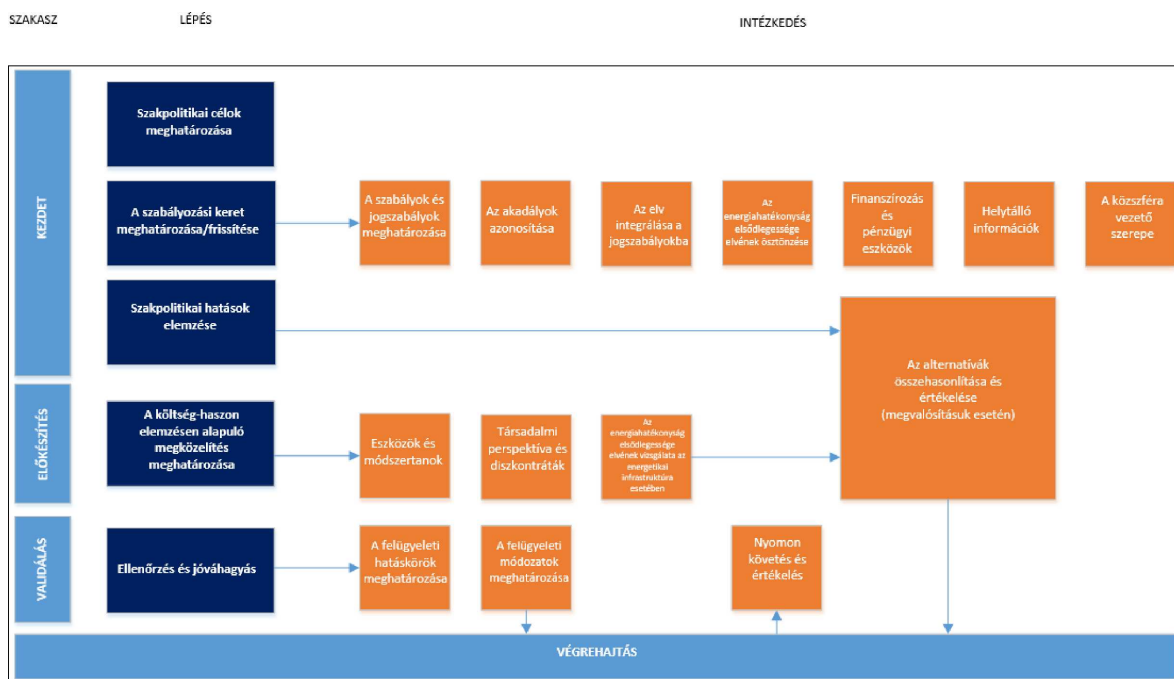 SZAKASZ
LÉPÉS
INTÉZKEDÉS
KEZDET
Szakpolitikai célok
meghatározása
A szabályozási keret
meghatározása/frissítése
A szabályok és
jogszabályok
meghatározása
Az akadályok
azonosítása
Az elv
integrálása a
jogszabályokba
Az
energiahatékonyság
elsődlegessége
elvének ösztönzése
Finanszírozás
és
pénzügyi
eszközök
Helytálló
információk
A közszféra
vezető
szerepe
Szakpolitikai hatások
elemzése
Az alternatívák
összehasonlítása és
értékelése
(megvalósításuk esetén)
ELŐKÉSZÍTÉS
A költség-haszon
elemzésen alapuló
megközelítés
meghatározása
Eszközök és
módszertanok
Társadalmi
perspektíva és
diszkontráták
Az
energiahatékonyság
elsődlegessége
elvének vizsgálata az
energetikai
infrastruktúra
esetében
VALIDÁLÁS
Ellenőrzés és jóváhagyás
A felügyeleti
hatáskörök
meghatározása
A felügyeleti
módozatok
meghatározása
Nyomon
követés és
értékelés
VÉGREHAJTÁS